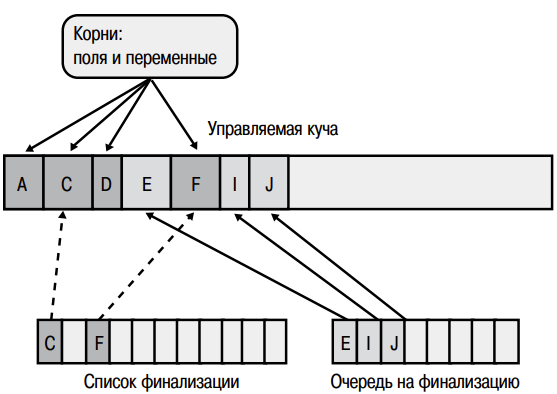 Корни:
поля и переменные
Управляемая куча
A C D E F I J
C F
E I J
Список финализации
Очередь на финализацию